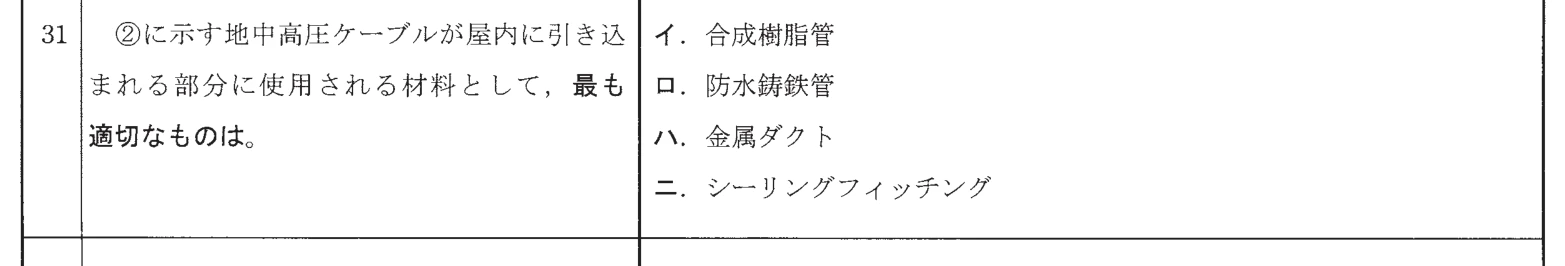 31
②に示す地中高圧ケーブルが屋内に引き込
まれる部分に使用される材料として，最も
適切なものは。
イ．合成樹脂管
ロ．防水鋳鉄管
ハ．金属ダクト
ニ．シーリングフィッチング